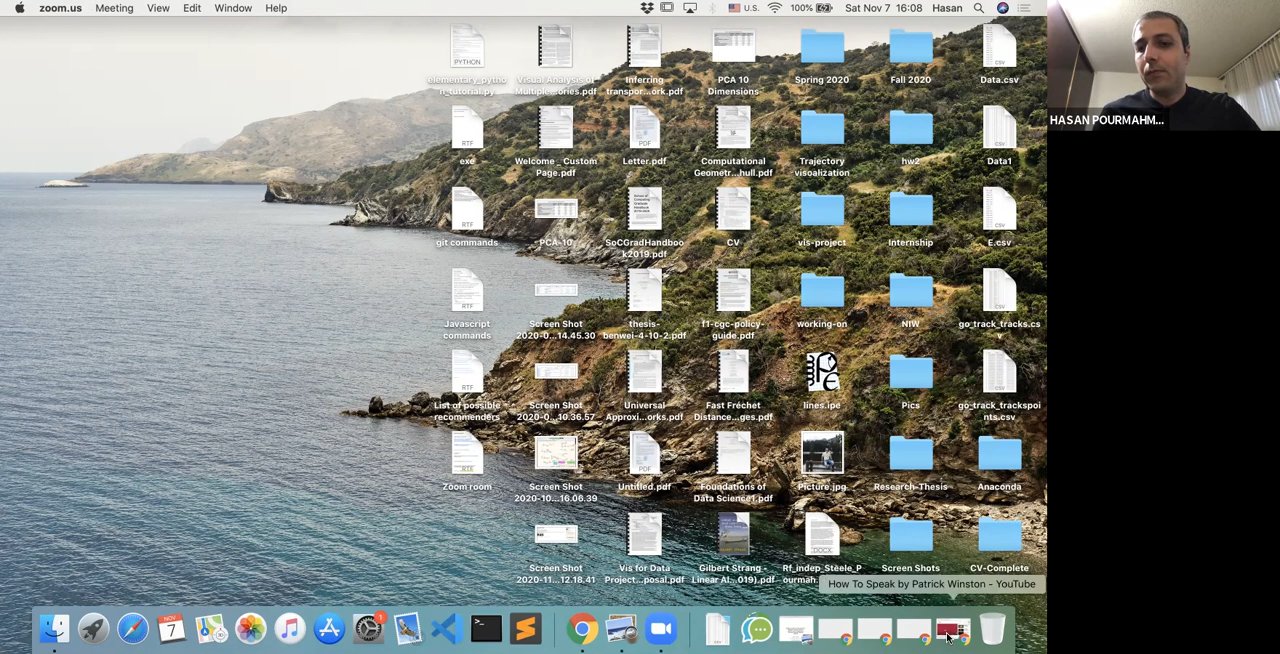 zoom.us Meeting View Edit Window Help U.S. 100% Sat Nov 7 16:08 Hasan
HASAN POURMAHM...
elementary_pytho
n_tutorial.py
Visual Analysis of
Multiple...ories.pdf
Inferring
transpor...ork.pdf
PCA 10
Dimensions-
Spring 2020
Fall 2020
Data.csv
exe
Welcome_ Custom
Page.pdf
Letter.pdf
Computational
Geometr...hull.pdf
Trajectory
visoalization
hw2
Data1
git commands
PCA-10
SoCGradHandboo
k2019.pdf
CV
vis-project
Internship
E.csv
Javascript
commands
Screen Shot
2020-0...14.45.30
thesis-
benwei-4-10-2.pdf
f1-cgc-policy-
guide.pdf
working-on
NIW
go_track_tracks.cs
v
List of possible
recommenders
Screen Shot
2020-0...10.36.57
Universal
Approxi...orks.pdf
Fast Fréchet
Distance...ges.pdf
lines.ipe
Pics
go_track_trackspoi
nts.csv
Zoom room
Screen Shot
2020-10...16.06.39
Untitled.pdf
Foundations of
Data Science1.pdf
Picture.jpg
Research-Thesis
Anaconda
Screen Shot
2020-11...12.18.41
Vis for Data
Project...posal.pdf
Gilbert Strang -
Linear Al...019).pdf
Rf_indep_Steele_P
ourmah.
Screen Shots
CV-Complete
How To Speak by Patrick Winston - YouTube
NOV
7
1